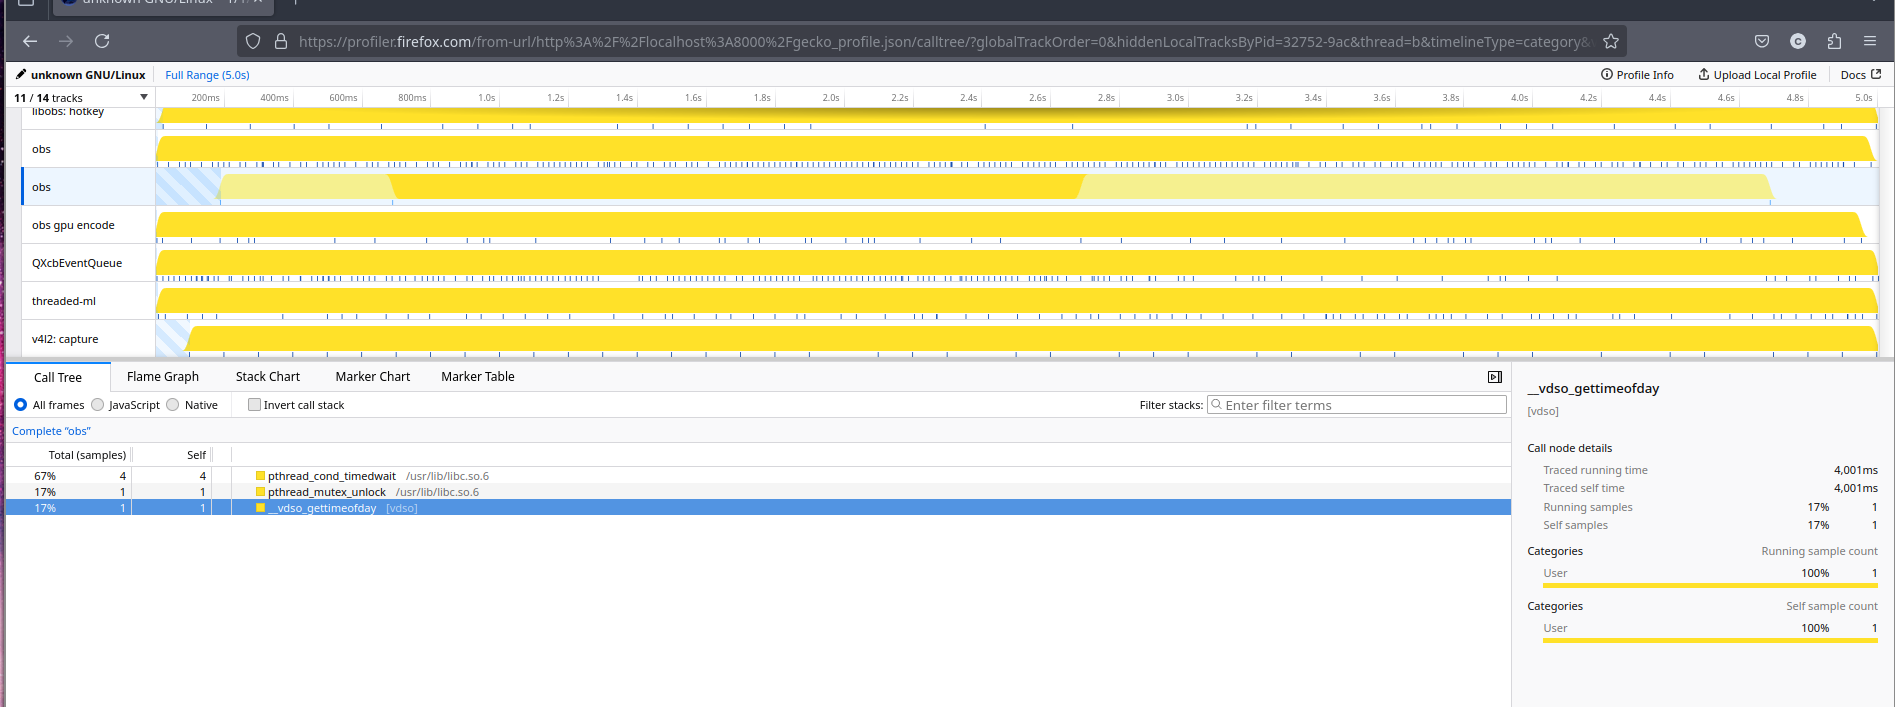 unknown GNU/Linux – 1/1/
https://profiler.firefox.com/from-url/http%3A%2F%2Flocalhost%3A8000%2Fgecko_profile.json/calltree/?globalTrackOrder=0&hiddenLocalTracksByPid=32752-9ac&thread=b&timelineType=category&
unknown GNU/Linux Full Range (5.0s) Profile Info Upload Local Profile Docs
11 / 14 tracks 200ms 400ms 600ms 800ms 1.0s 1.2s 1.4s 1.6s 1.8s 2.0s 2.2s 2.4s 2.6s 2.8s 3.0s 3.2s 3.4s 3.6s 3.8s 4.0s 4.2s 4.4s 4.6s 4.8s 5.0s
libobs: hotkey
obs
obs
obs gpu encode
QXcbEventQueue
threaded-ml
v4l2: capture
Call Tree Flame Graph Stack Chart Marker Chart Marker Table
All frames JavaScript Native Invert call stack Filter stacks: Enter filter terms
Complete “obs”
Total (samples) Self
67% 4 4 pthread_cond_timedwait /usr/lib/libc.so.6
17% 1 1 pthread_mutex_unlock /usr/lib/libc.so.6
17% 1 1 __vdso_gettimeofday [vdso]
__vdso_gettimeofday
[vdso]
Call node details
Traced running time 4,001ms
Traced self time 4,001ms
Running samples 17% 1
Self samples 17% 1
Categories Running sample count
User 100% 1
Categories Self sample count
User 100% 1